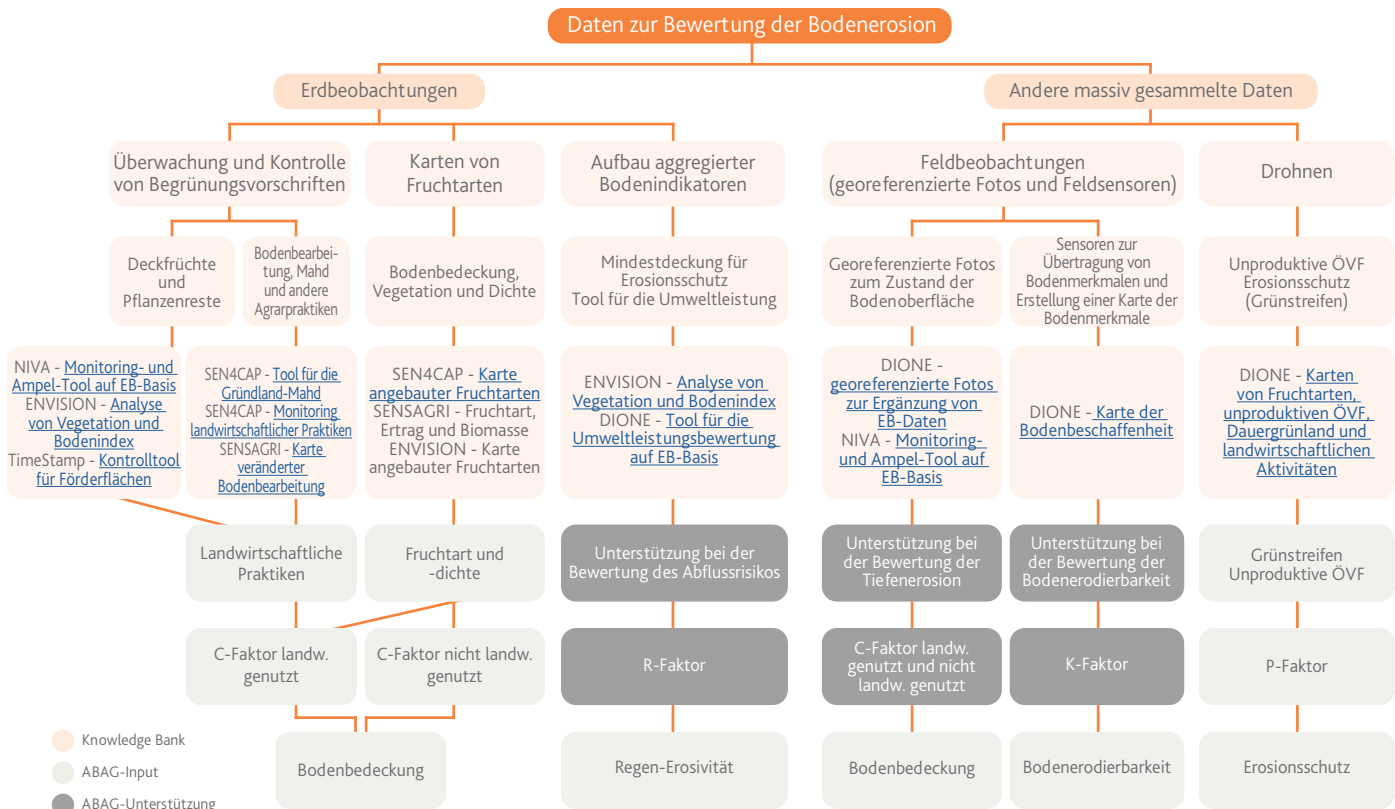 Daten zur Bewertung der Bodenerosion
Erdbeobachtungen
Andere massiv gesammelte Daten
Überwachung und Kontrolle
von Begrünungsvorschriften
Karten von
Fruchtarten
Aufbau aggregierter
Bodenindikatoren
Feldbeobachtungen
(georeferenzierte Fotos und Feldsensoren)
Drohnen
Deckfrüchte
und
Pflanzenreste
Bodenbearbei-
tung, Mahd
und andere
Agrarpraktiken
Bodenbedeckung,
Vegetation und Dichte
Mindestdeckung für
Erosionsschutz
Tool für die Umweltleistung
Georeferenzierte Fotos
zum Zustand der
Bodenoberfläche
Sensoren zur
Übertragung von
Bodenmerkmalen und
Erstellung einer Karte der
Bodenmerkmale
Unproduktive ÖVF
Erosionsschutz
(Grünstreifen)
NIVA - Monitoring- und
Ampel-Tool auf EB-Basis
ENVISION - Analyse
von Vegetation und
Bodenindex
TimeStamp - Kontrolltool
für Förderflächen
SEN4CAP - Tool für die
Gründland-Mahd
SEN4CAP - Monitoring
landwirtschaftlicher Praktiken
SENSAGRI - Karte
veränderter
Bodenbearbeitung
SEN4CAP - Karte
angebauter Fruchtarten
SENSAGRI - Fruchtart,
Ertrag und Biomasse
ENVISION - Karte
angebauter Fruchtarten
ENVISION - Analyse von
Vegetation und Bodenindex
DIONE - Tool für die
Umweltleistungsbewertung
auf EB-Basis
DIONE -
georeferenzierte Fotos
zur Ergänzung von
EB-Daten
NIVA - Monitoring-
und Ampel-Tool auf
EB-Basis
DIONE - Karte der
Bodenbeschaffenheit
DIONE - Karten
von Fruchtarten,
unproduktiven ÖVF,
Dauergrünland und
landwirtschaftlichen
Aktivitäten
Landwirtschaftliche
Praktiken
Fruchtart und
-dichte
Unterstützung bei der
Bewertung des Abflussrisikos
Unterstützung bei
der Bewertung der
Tiefenerosion
Unterstützung bei
der Bewertung der
Bodenerodierbarkeit
Grünstreifen
Unproduktive ÖVF
C-Faktor landw.
genutzt
C-Faktor nicht landw.
genutzt
R-Faktor
C-Faktor landw.
genutzt und nicht
landw. genutzt
K-Faktor
P-Faktor
Bodenbedeckung
Regen-Erosivität
Bodenbedeckung
Bodenerodierbarkeit
Erosionsschutz
Knowledge Bank
ABAG-Input
ABAG-Unterstützung